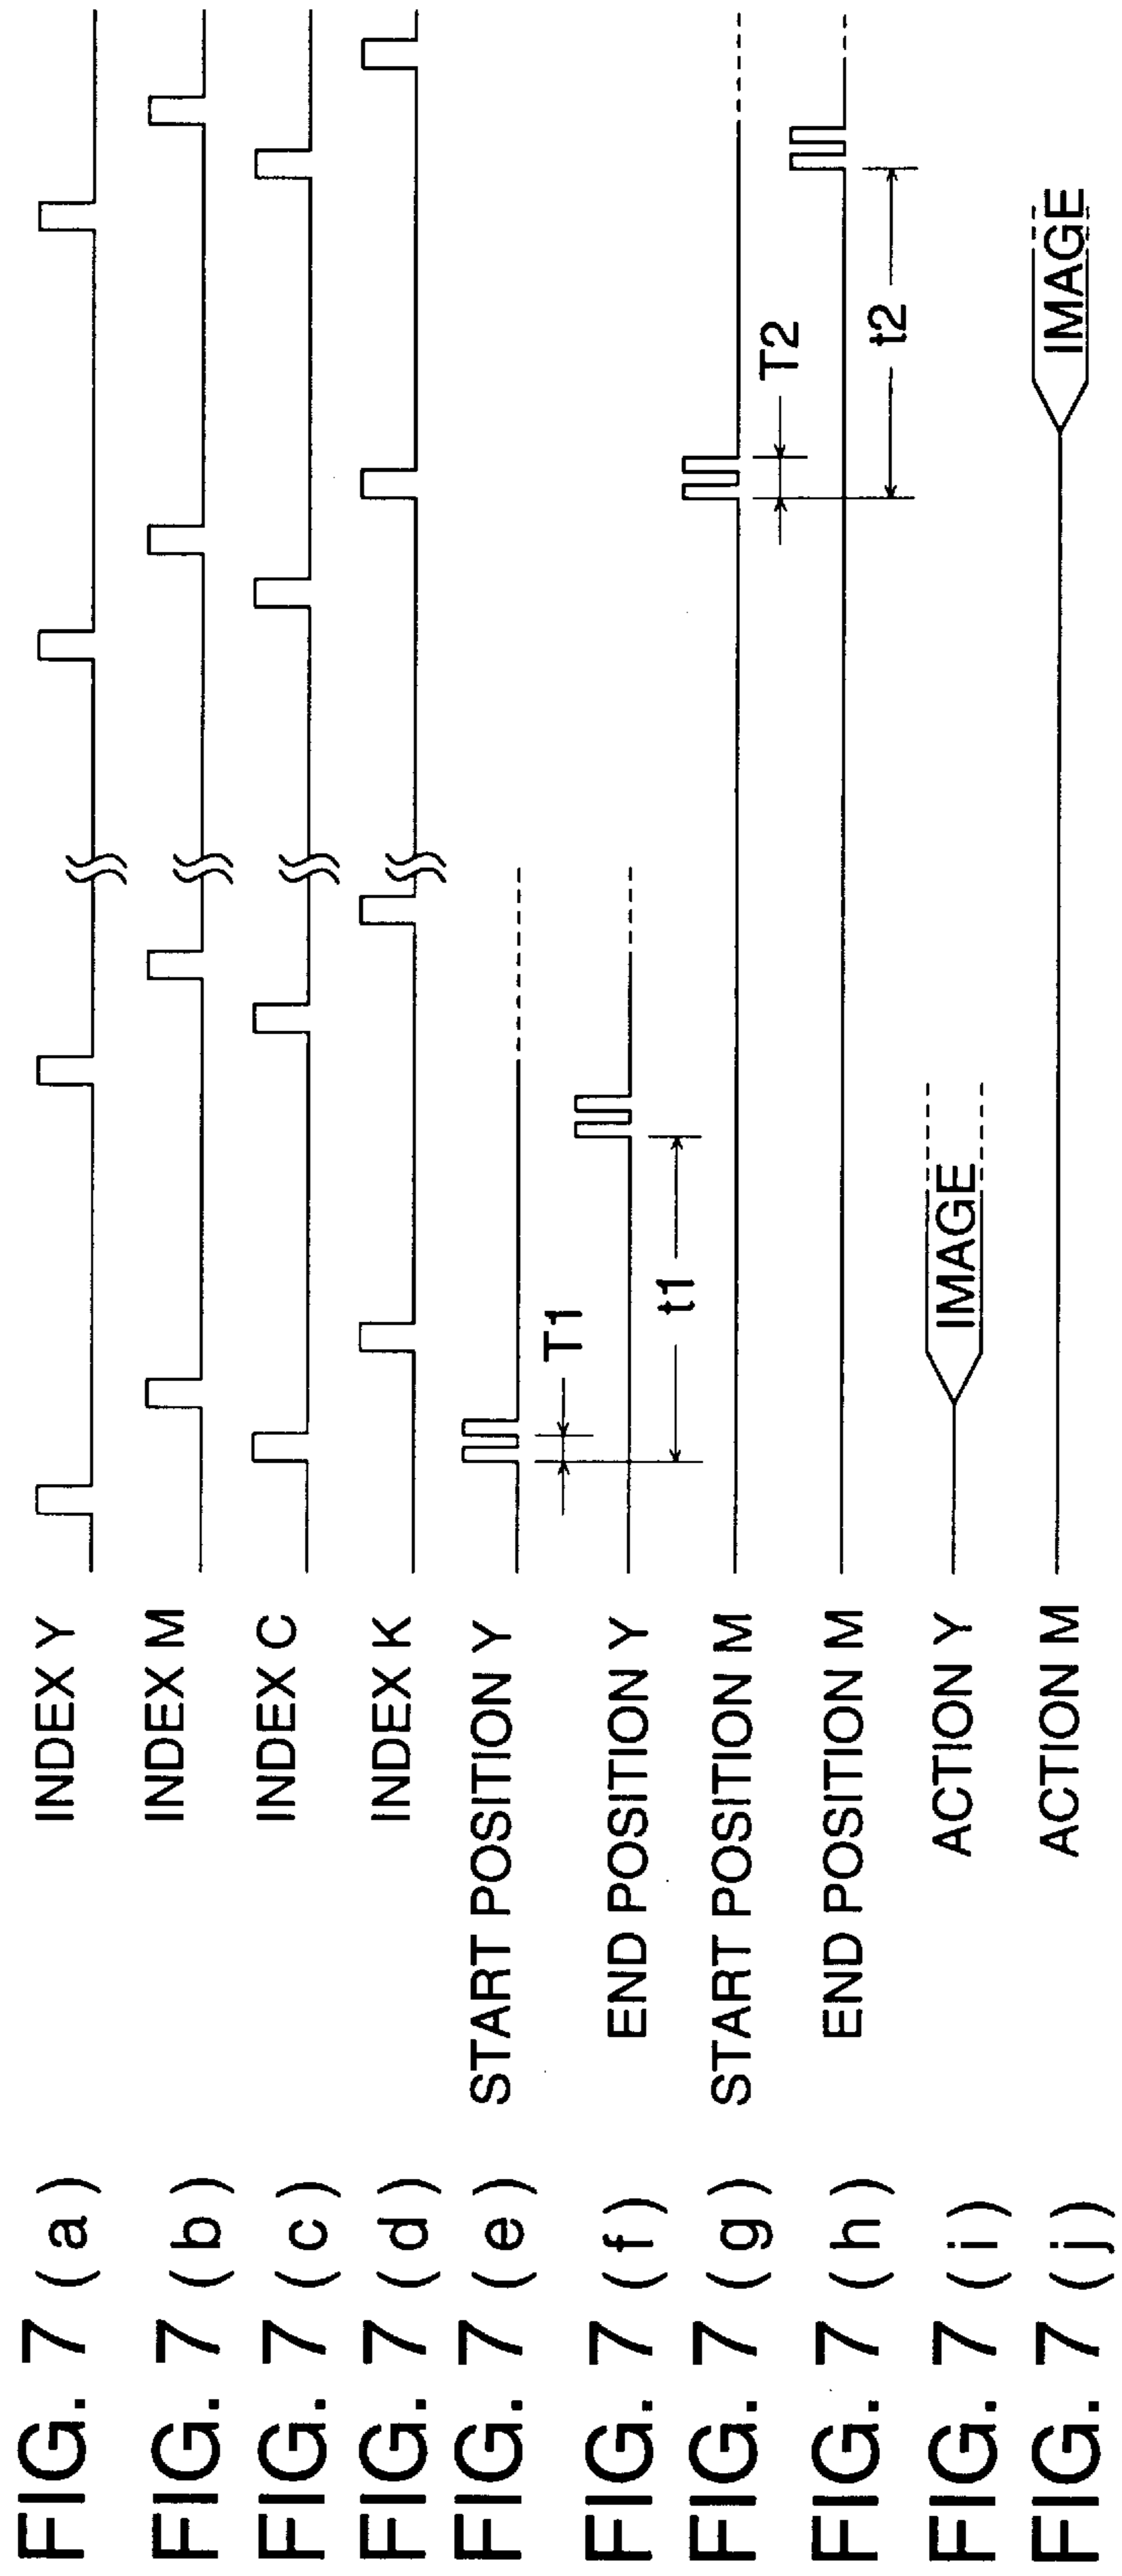 FIG. 7 (a) INDEX Y
FIG. 7 (b) INDEX M
FIG. 7 (c) INDEX C
FIG. 7 (d) INDEX K
FIG. 7 (e) START POSITION Y
T1
FIG. 7 (f) END POSITION Y
t1
FIG. 7 (g) START POSITION M
T2
FIG. 7 (h) END POSITION M
t2
FIG. 7 (i) ACTION Y IMAGE
FIG. 7 (j) ACTION M IMAGE